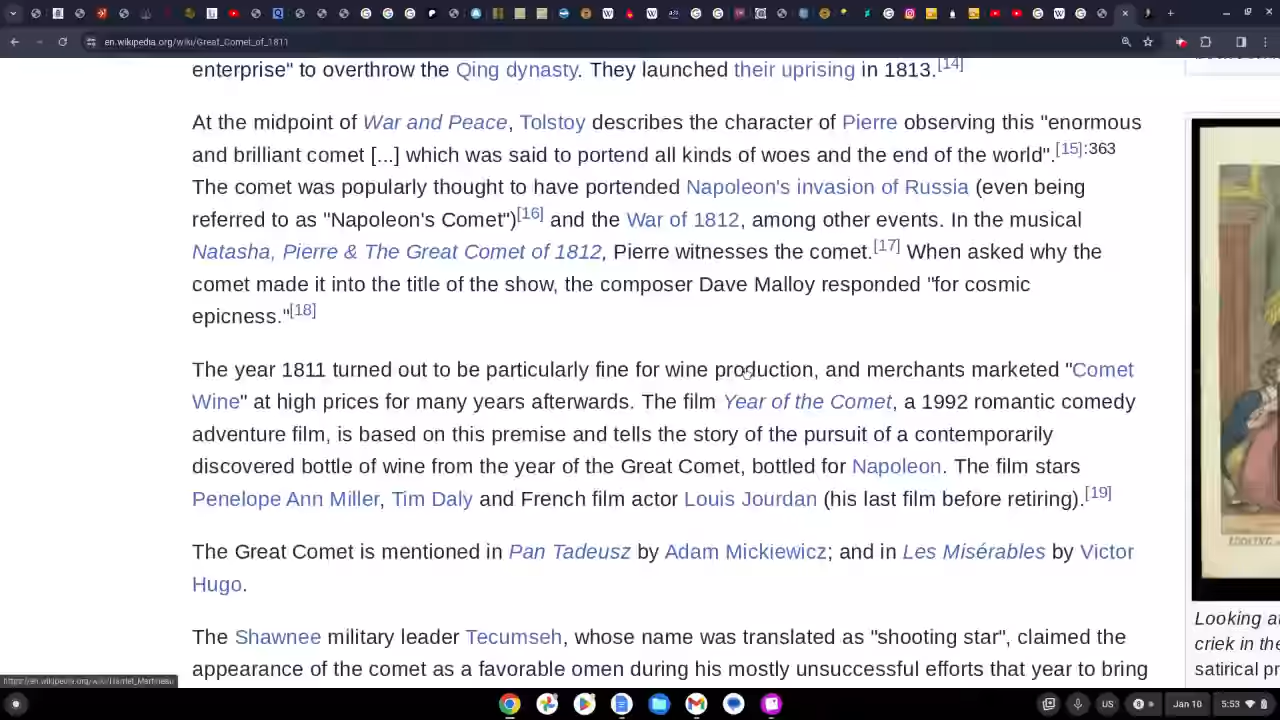 en.wikipedia.org/wiki/Great_Comet_of_1811
enterprise" to overthrow the Qing dynasty. They launched their uprising in 1813.[14]
At the midpoint of War and Peace, Tolstoy describes the character of Pierre observing this "enormous
and brilliant comet [...] which was said to portend all kinds of woes and the end of the world".[15]:363
The comet was popularly thought to have portended Napoleon's invasion of Russia (even being
referred to as "Napoleon's Comet")[16] and the War of 1812, among other events. In the musical
Natasha, Pierre & The Great Comet of 1812, Pierre witnesses the comet.[17] When asked why the
comet made it into the title of the show, the composer Dave Malloy responded "for cosmic
epicness."[18]
The year 1811 turned out to be particularly fine for wine production, and merchants marketed "Comet
Wine" at high prices for many years afterwards. The film Year of the Comet, a 1992 romantic comedy
adventure film, is based on this premise and tells the story of the pursuit of a contemporarily
discovered bottle of wine from the year of the Great Comet, bottled for Napoleon. The film stars
Penelope Ann Miller, Tim Daly and French film actor Louis Jourdan (his last film before retiring).[19]
The Great Comet is mentioned in Pan Tadeusz by Adam Mickiewicz; and in Les Misérables by Victor
Hugo.
The Shawnee military leader Tecumseh, whose name was translated as "shooting star", claimed the
appearance of the comet as a favorable omen during his mostly unsuccessful efforts that year to bring
LOOKING
Looking at
criek in the
satirical pr
https://en.wikipedia.org/wiki/Harriet_Martineau
US
8
Jan 10
5:53